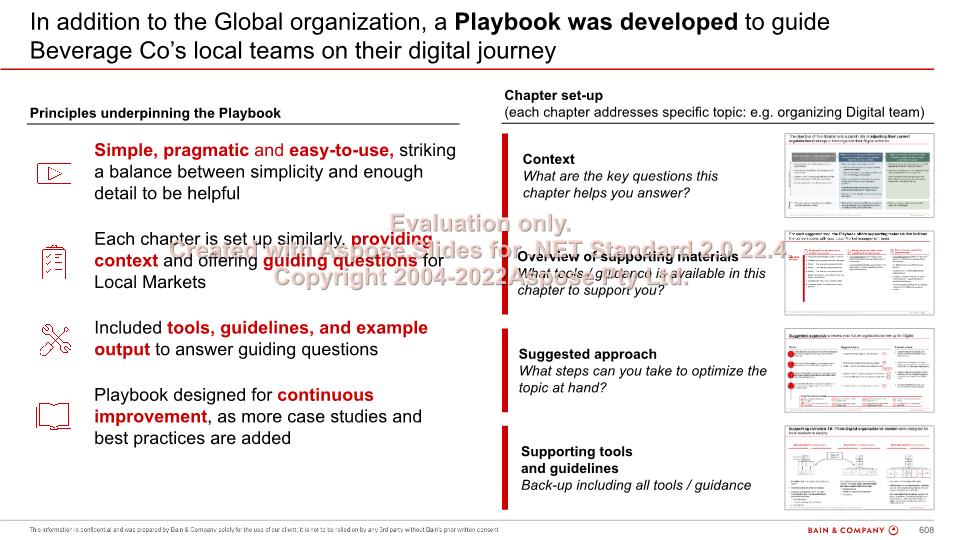 In addition to the Global organization, a Playbook was developed to guide
Beverage Co's local teams on their digital journey
Principles underpinning the Playbook
Simple, pragmatic and easy-to-use, striking
a balance between simplicity and enough
detail to be helpful
Each chapter is set up similarly, providing
context and offering guiding questions for
Local Markets
Included tools, guidelines, and example
output to answer guiding questions
Playbook designed for continuous
improvement, as more case studies and
best practices are added
Chapter set-up
(each chapter addresses specific topic: e.g. organizing Digital team)
Context
What are the key questions this
chapter helps you answer?
Overview of supporting materials
What tools / guidance is available in this
chapter to support you?
Suggested approach
What steps can you take to optimize the
topic at hand?
Supporting tools
and guidelines
Back-up including all tools / guidance
Evaluation only.
Created with Aspose.Slides for .NET Standard 2.0 22.4.
Copyright 2004-2022Aspose Pty Ltd.
This information is confidential and was prepared by Bain & Company solely for the use of our client; it is not to be relied on by any 3rd party without Bain's prior written consent
BAIN & COMPANY
608